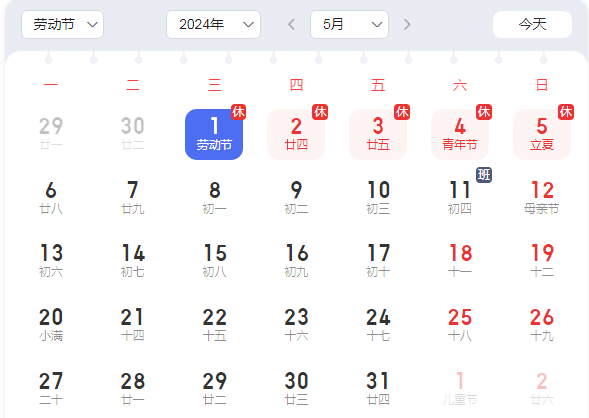 劳动节 2024年 5月 今天
一 二 三 四 五 六 日
休 休 休 休 休
29 30 1 2 3 4 5
廿一 廿二 劳动节 廿四 廿五 青年节 立夏
班
6 7 8 9 10 11 12
廿八 廿九 初一 初二 初三 初四 母亲节
13 14 15 16 17 18 19
初六 初七 初八 初九 初十 十一 十二
20 21 22 23 24 25 26
小满 十四 十五 十六 十七 十八 十九
27 28 29 30 31 1 2
二十 廿一 廿二 廿三 廿四 儿童节 廿六